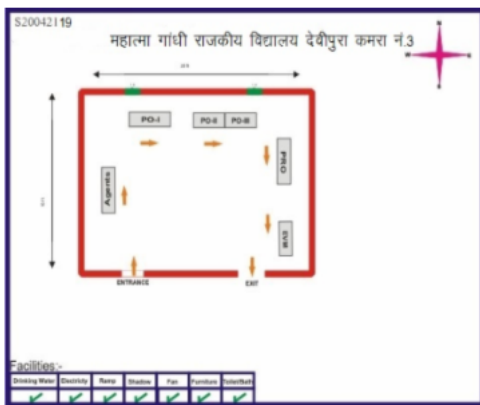 S20042119
महात्मा गांधी राजकीय विद्यालय देवीपुरा कमरा नं.3
PO-I
PO-II
PO-III
Agents
PRO
EVM
ENTRANCE
EXIT
Facilities:-
Drinking Water Electricity Ramp Shadow Fan Furniture Toilet/Bath